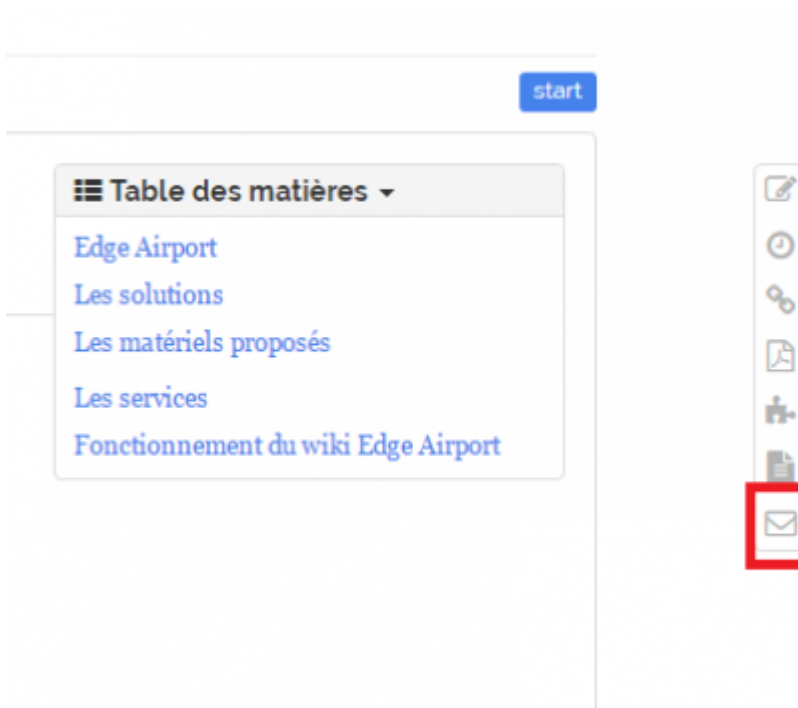 start
Table des matières
Edge Airport
Les solutions
Les matériels proposés
Les services
Fonctionnement du wiki Edge Airport